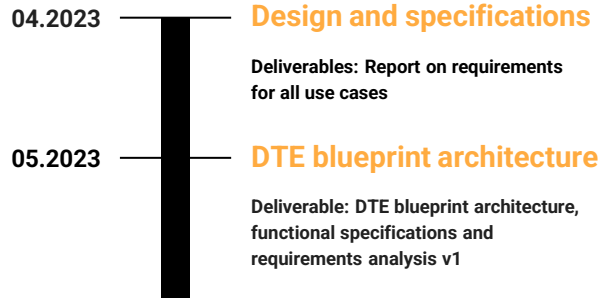 04.2023
Design and specifications
Deliverables: Report on requirements
for all use cases
05.2023
DTE blueprint architecture
Deliverable: DTE blueprint architecture,
functional specifications and
requirements analysis v1